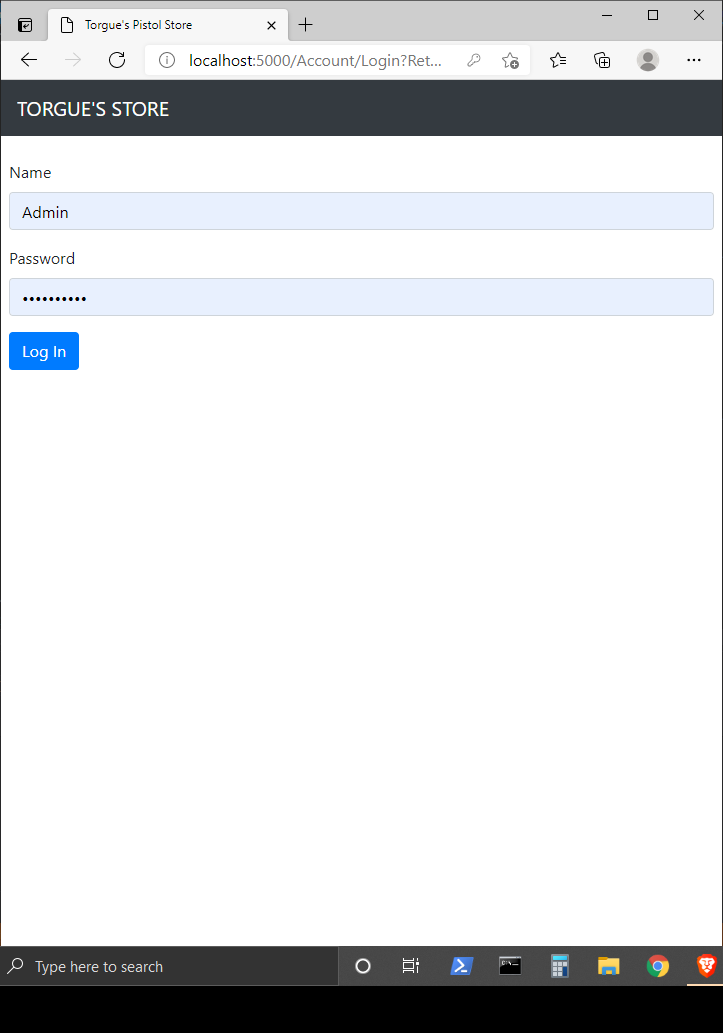 Torgue's Pistol Store
localhost:5000/Account/Login?Ret...
TORGUE'S STORE
Name
Admin
Password
••••••••••
Log In
Type here to search